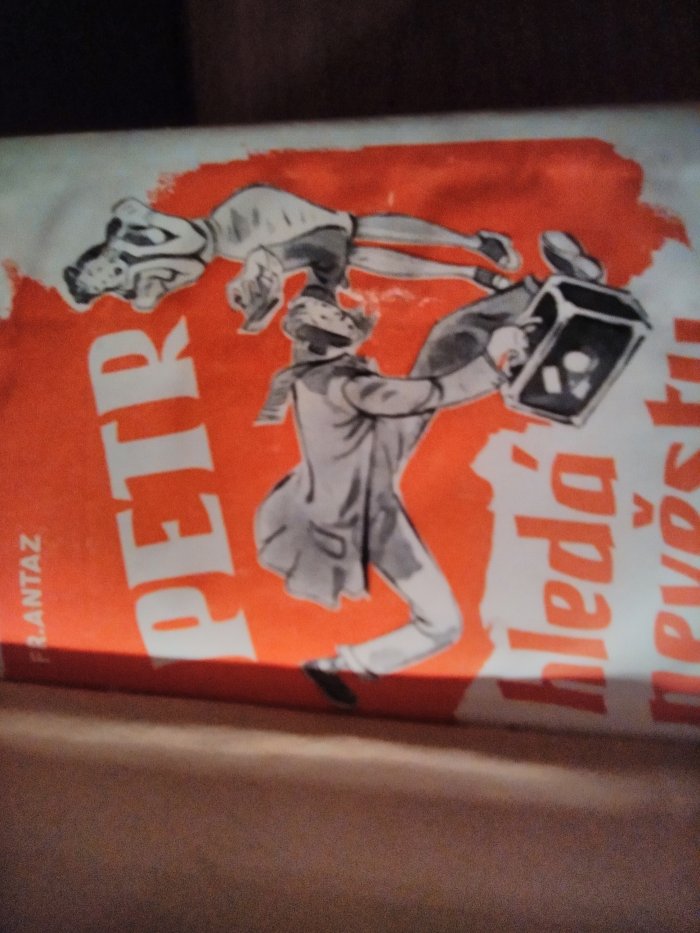 FR. ANTAZ
PETR
hledá
nevěstu